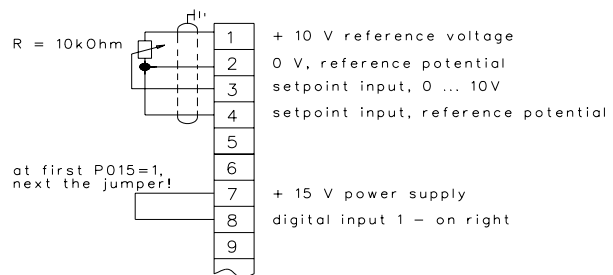 R = 10kOhm
1 + 10 V reference voltage
2 0 V, reference potential
3 setpoint input, 0 ... 10V
4 setpoint input, reference potential
5
6
at first P015=1,
next the jumper!
7 + 15 V power supply
8 digital input 1 – on right
9